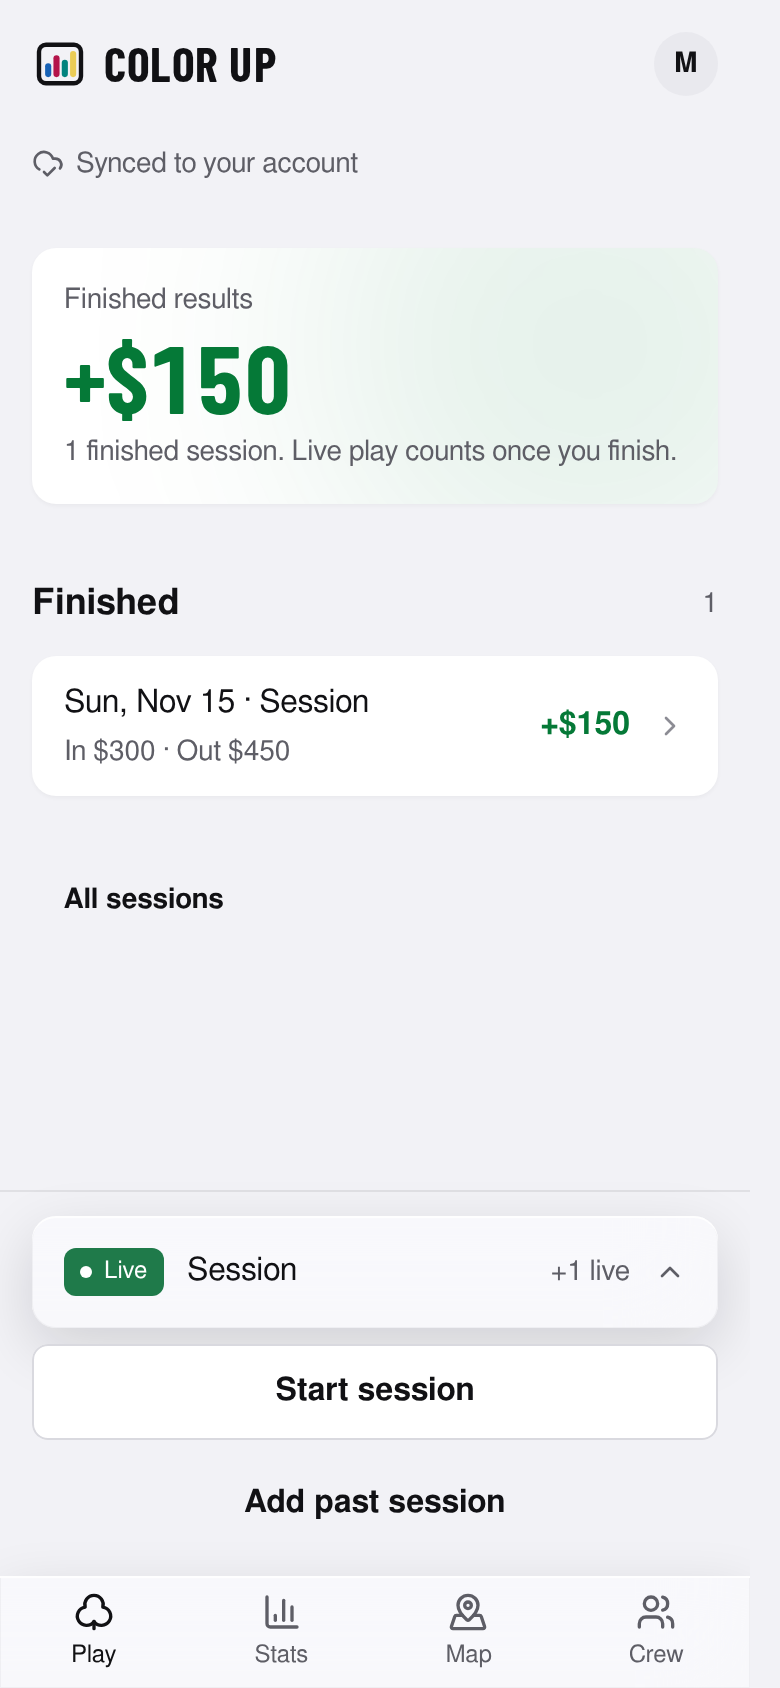 COLOR UP
M
Synced to your account
Finished results
+$150
1 finished session. Live play counts once you finish.
Finished
1
Sun, Nov 15 · Session
In $300 · Out $450
+$150
All sessions
Live
Session
+1 live
Start session
Add past session
Play
Stats
Map
Crew